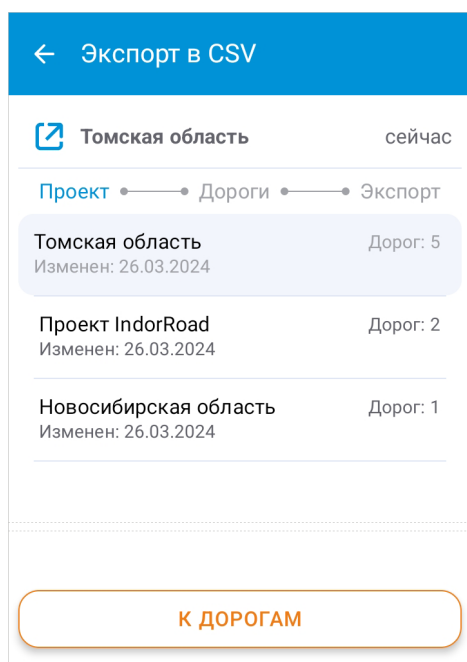 Экспорт в CSV
Томская область сейчас
Проект Дороги Экспорт
Томская область Дорог: 5
Изменен: 26.03.2024
Проект IndorRoad Дорог: 2
Изменен: 26.03.2024
Новосибирская область Дорог: 1
Изменен: 26.03.2024
К ДОРОГАМ